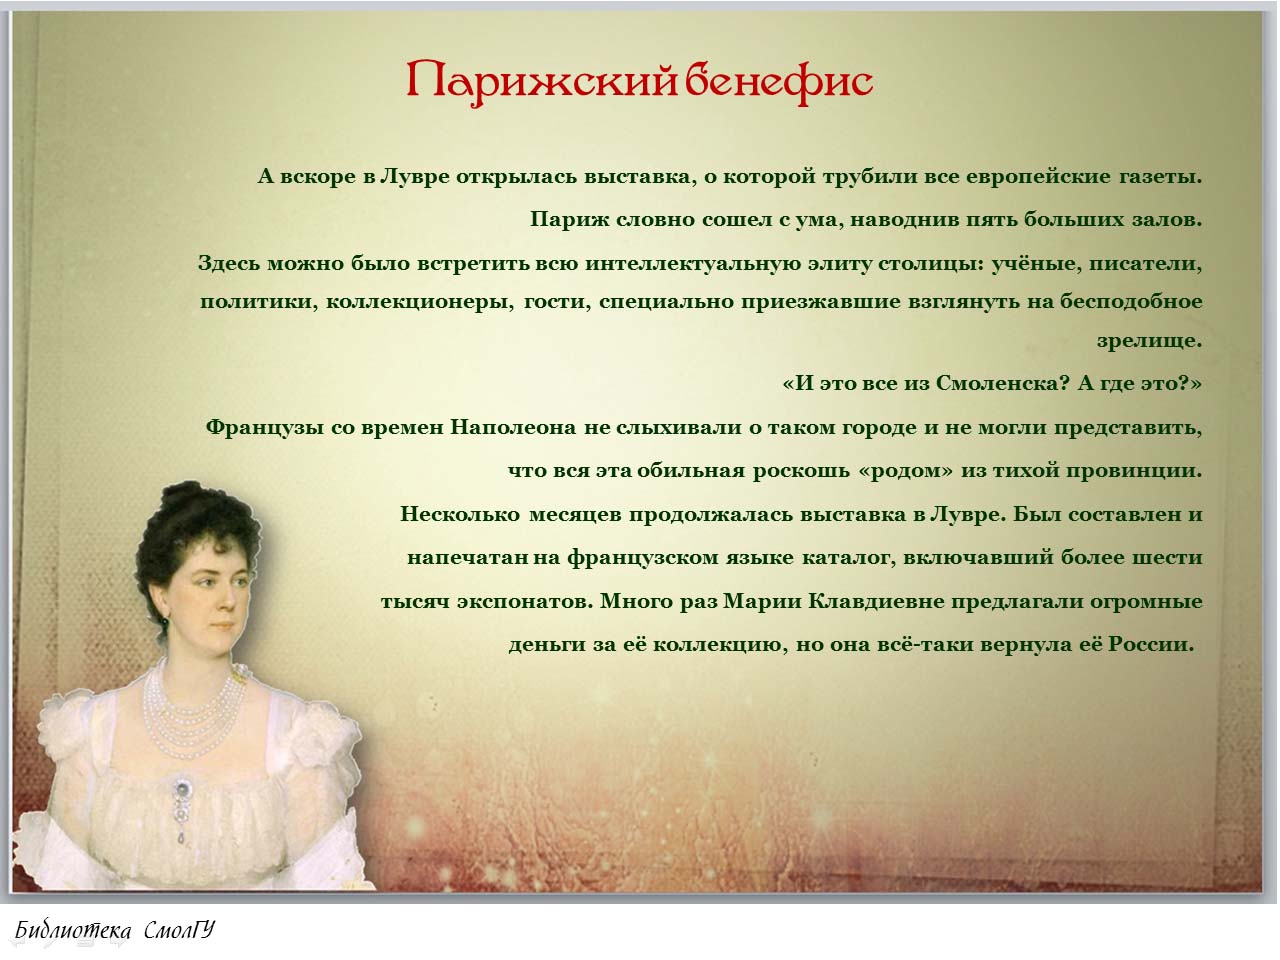 Парижский бенефис
А вскоре в Лувре открылась выставка, о которой трубили все европейские газеты.
Париж словно сошел с ума, наводнив пять больших залов.
Здесь можно было встретить всю интеллектуальную элиту столицы: учёные, писатели,
политики, коллекционеры, гости, специально приезжавшие взглянуть на бесподобное
зрелище.
«И это все из Смоленска? А где это?»
Французы со времен Наполеона не слыхивали о таком городе и не могли представить,
что вся эта обильная роскошь «родом» из тихой провинции.
Несколько месяцев продолжалась выставка в Лувре. Был составлен и
напечатан на французском языке каталог, включавший более шести
тысяч экспонатов. Много раз Марии Клавдиевне предлагали огромные
деньги за её коллекцию, но она всё-таки вернула её России.
Библиотека СмолГУ